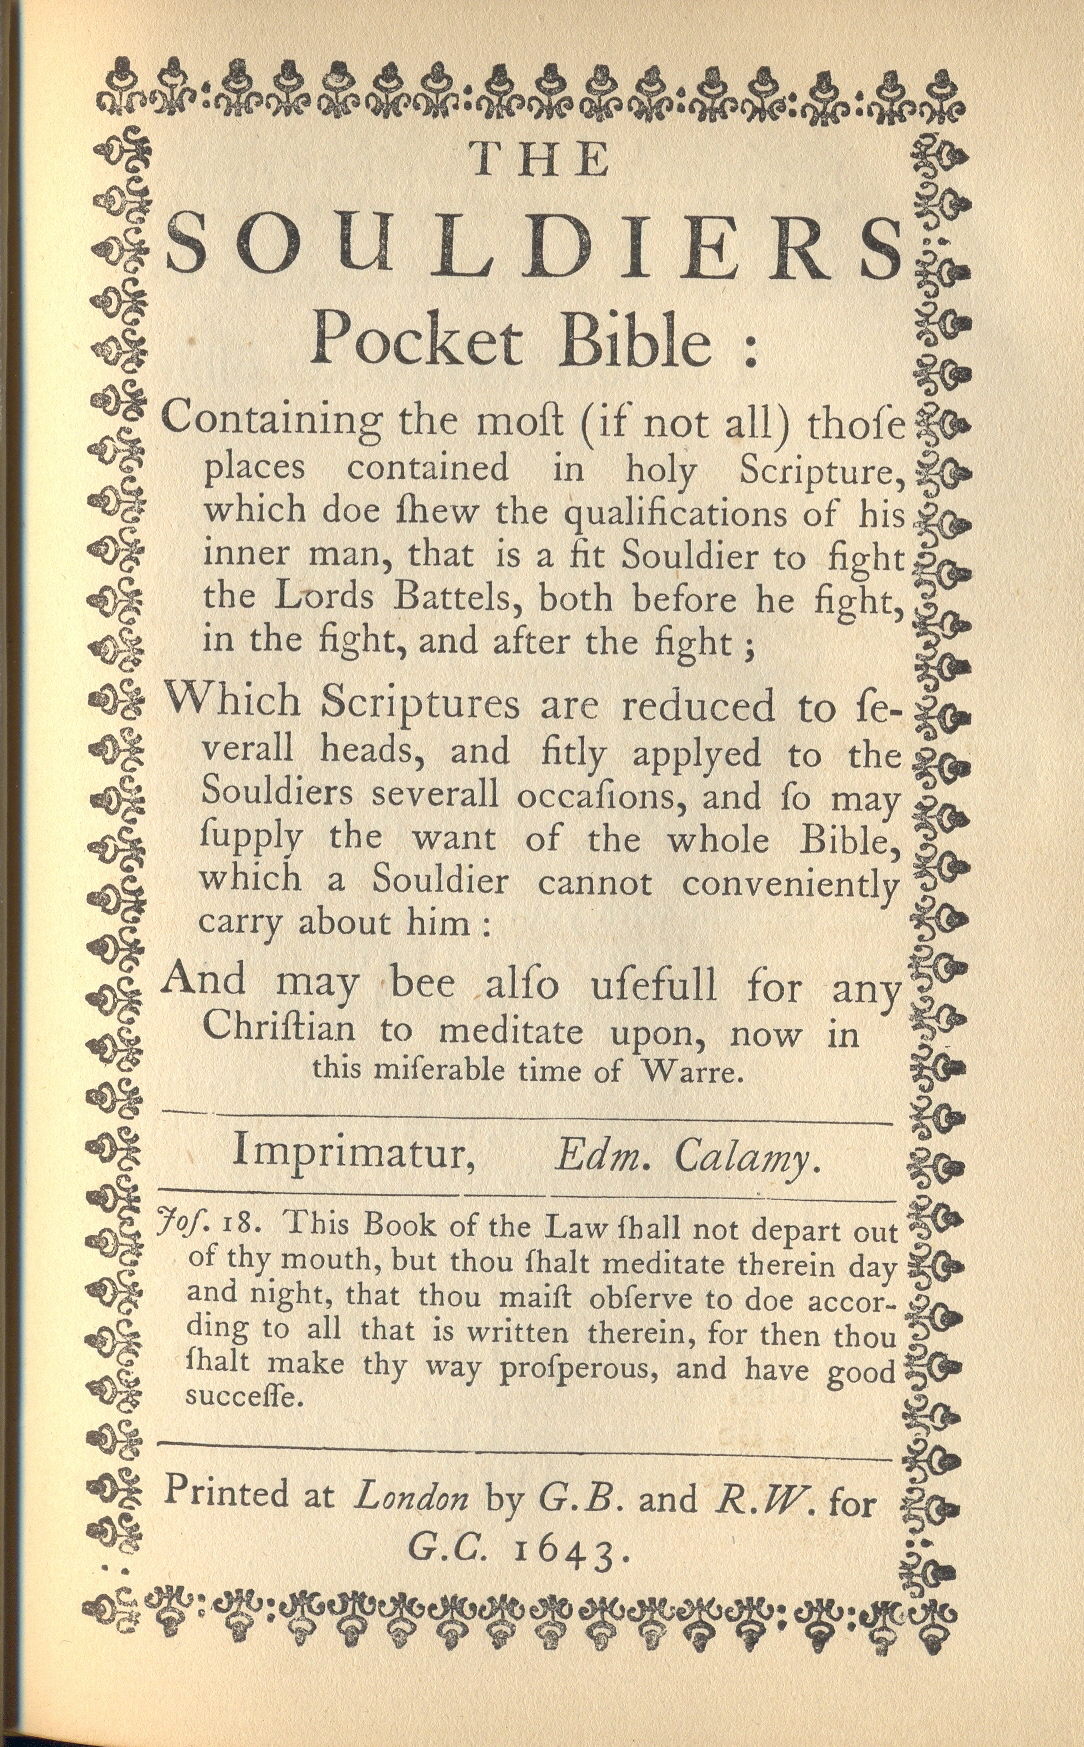 THE
SOULDIERS
Pocket Bible :
Containing the moſt (if not all) thoſe
places contained in holy Scripture,
which doe ſhew the qualifications of his
inner man, that is a fit Souldier to fight
the Lords Battels, both before he fight,
in the fight, and after the fight ;
Which Scriptures are reduced to ſe-
verall heads, and fitly applyed to the
Souldiers severall occaſions, and ſo may
ſupply the want of the whole Bible,
which a Souldier cannot conveniently
carry about him :
And may bee alſo uſefull for any
Chriſtian to meditate upon, now in
this miſerable time of Warre.
Imprimatur, Edm. Calamy.
Joſ. 18. This Book of the Law ſhall not depart out
of thy mouth, but thou ſhalt meditate therein day
and night, that thou maiſt obſerve to doe accor-
ding to all that is written therein, for then thou
ſhalt make thy way proſperous, and have good
succeſſe.
Printed at London by G.B. and R.W. for
G.C. 1643.